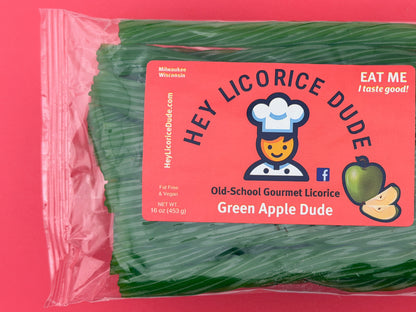 Milwaukee
Wisconsin
EAT ME
I taste good!
HEY LICORICE DUDE
HeyLicoriceDude.com
f
Old-School Gourmet Licorice
Green Apple Dude
Fat Free
& Vegan
NET WT.
16 oz (453 g)